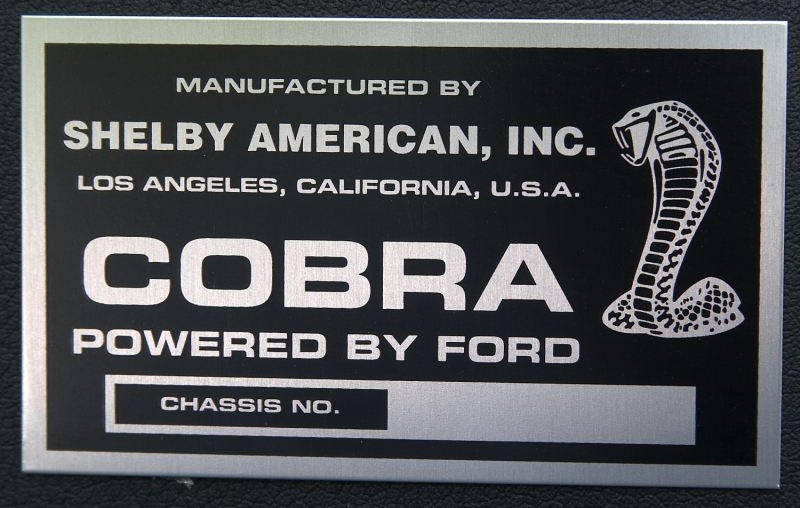 MANUFACTURED BY
SHELBY AMERICAN, INC.
LOS ANGELES, CALIFORNIA, U.S.A.
COBRA
POWERED BY FORD
CHASSIS NO.